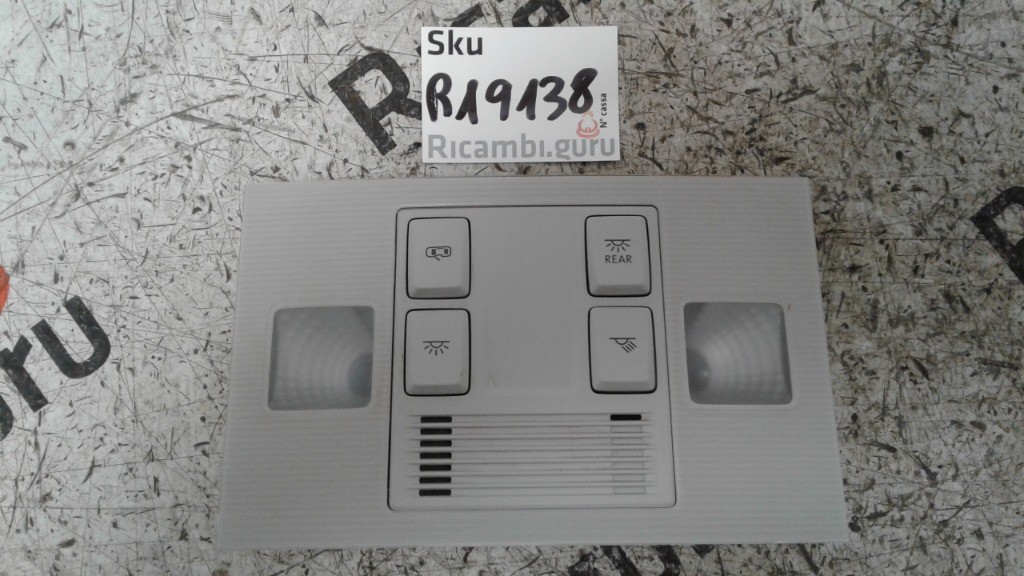 Sku
R19138
N° cassa
Ricambi.guru
REAR